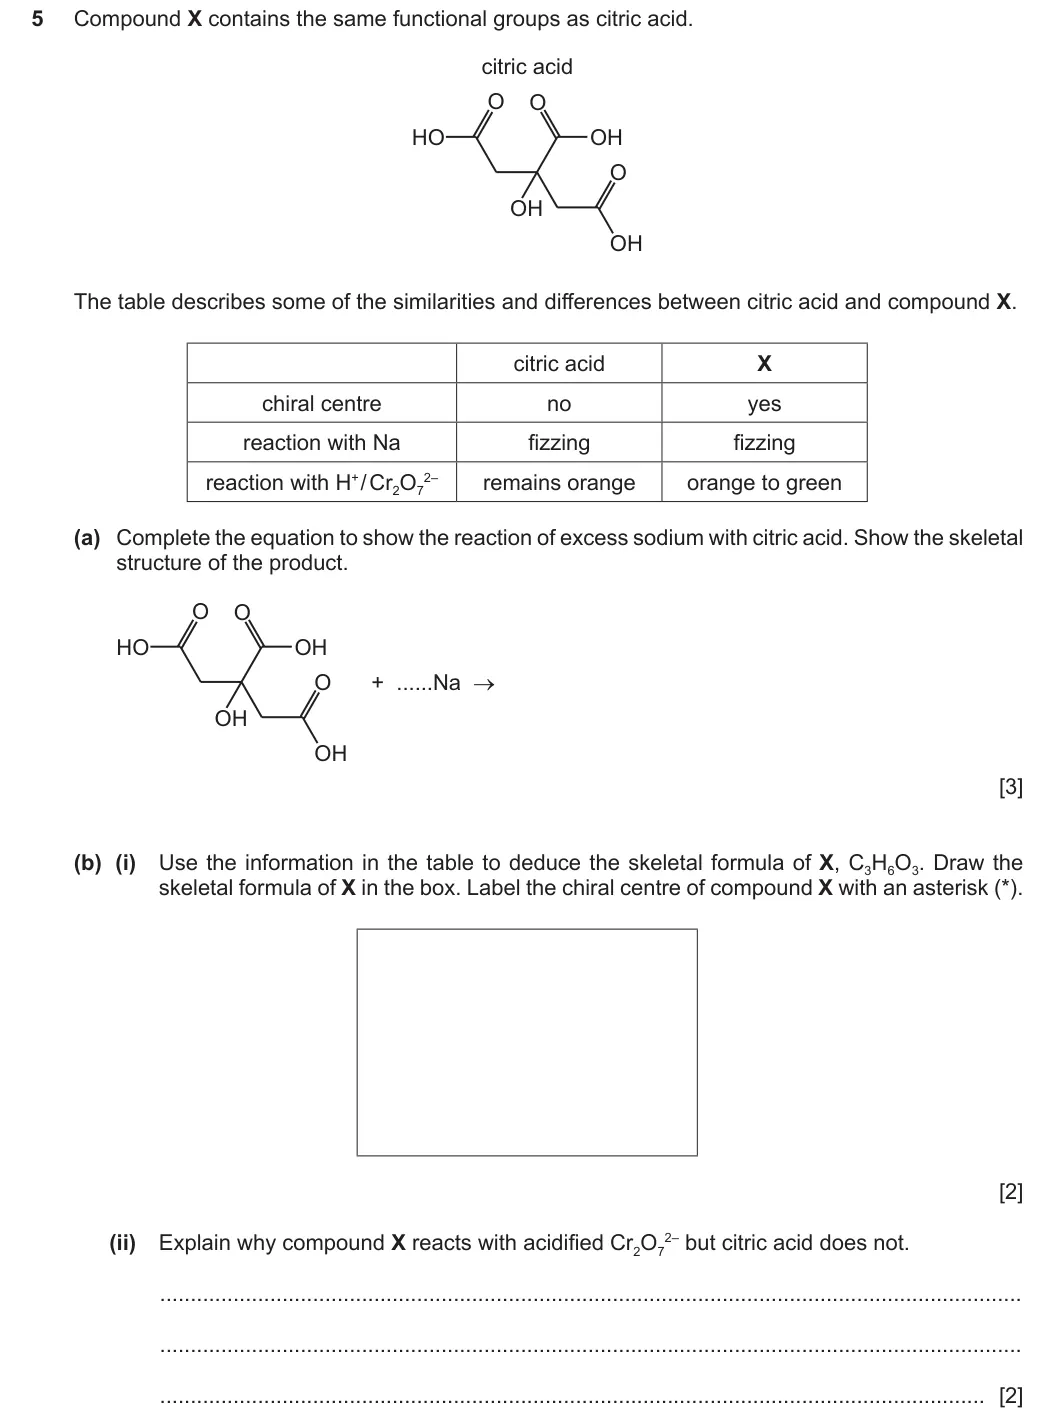 5 Compound X contains the same functional groups as citric acid.
citric acid
O O
HO OH
O
OH
OH
The table describes some of the similarities and differences between citric acid and compound X.
citric acid X
chiral centre no yes
reaction with Na fizzing fizzing
reaction with H⁺/Cr₂O₇²⁻ remains orange orange to green
(a) Complete the equation to show the reaction of excess sodium with citric acid. Show the skeletal
structure of the product.
O O
HO OH
O + ......Na →
OH
OH
[3]
(b) (i) Use the information in the table to deduce the skeletal formula of X, C₃H₆O₃. Draw the
skeletal formula of X in the box. Label the chiral centre of compound X with an asterisk (*).
[2]
(ii) Explain why compound X reacts with acidified Cr₂O₇²⁻ but citric acid does not.
..............................................................................................................................................
..............................................................................................................................................
........................................................................................................................................ [2]